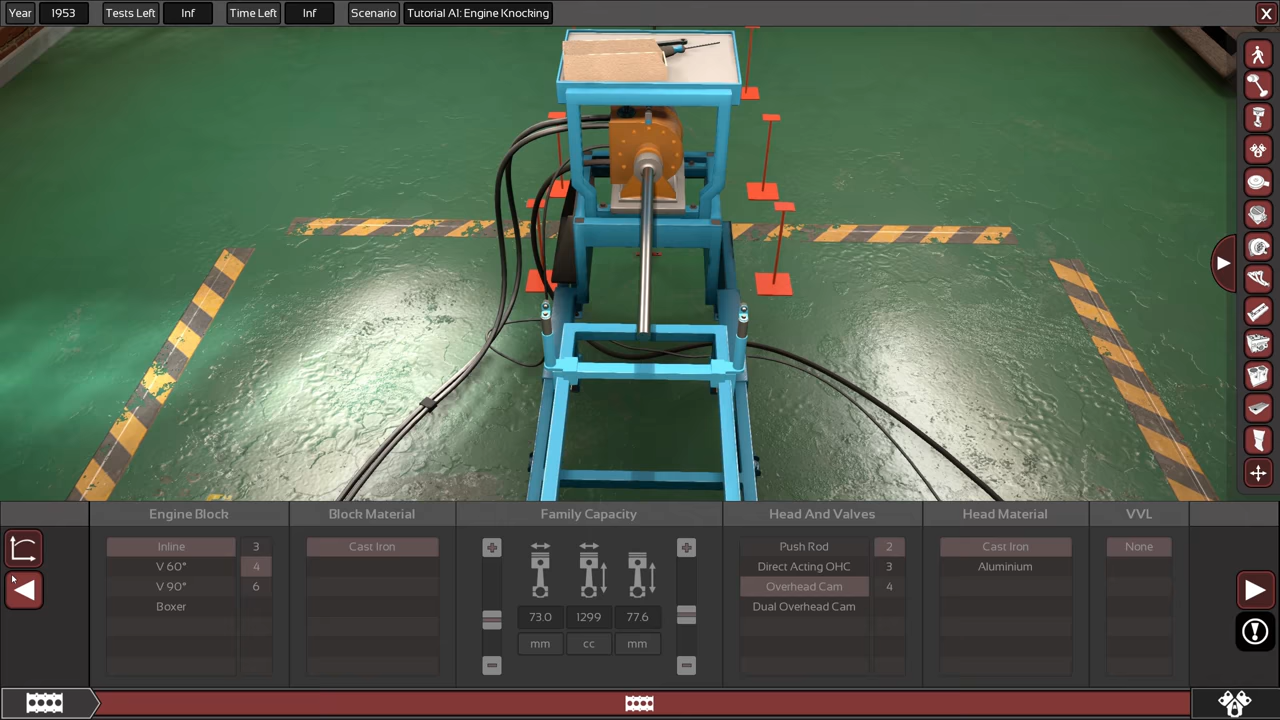 Year 1953 Tests Left Inf Time Left Inf Scenario Tutorial A1: Engine Knocking X
Engine Block Block Material Family Capacity Head And Valves Head Material VVL
Inline 3 Cast Iron Push Rod 2 Cast Iron None
V 60° 4 Direct Acting OHC 3 Aluminium
V 90° 6 Overhead Cam 4
Boxer Dual Overhead Cam
73.0 1299 77.6
mm cc mm